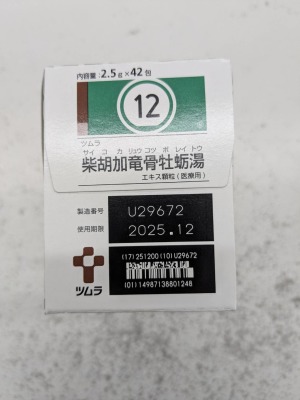 内容量：2.5g×42包
12
ツムラ
サイ コ カ リュウ コツ ボ レイ トウ
柴胡加竜骨牡蛎湯
エキス顆粒(医療用)
製造番号 U29672
使用期限 2025.12
(17)251200(10)U29672
(01)14987138801248
ツムラ